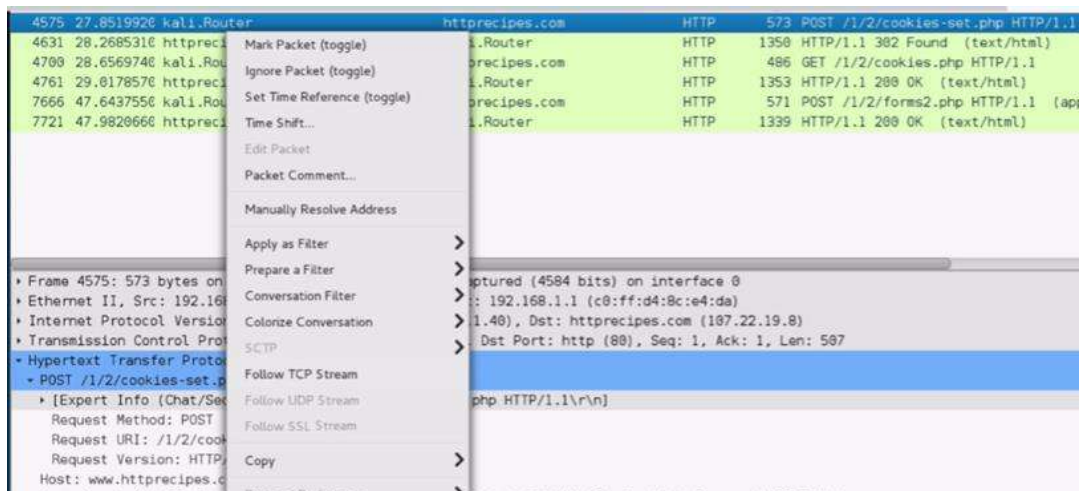 4575 27.8519920 kali.Router httprecipes.com HTTP 573 POST /1/2/cookies-set.php HTTP/1.1
4631 28.2685310 httpreci i.Router HTTP 1350 HTTP/1.1 302 Found (text/html)
4700 28.6569740 kali.Rou precipes.com HTTP 486 GET /1/2/cookies.php HTTP/1.1
4761 29.0178570 httpreci i.Router HTTP 1353 HTTP/1.1 200 OK (text/html)
7666 47.6437550 kali.Rou precipes.com HTTP 571 POST /1/2/forms2.php HTTP/1.1 (app
7721 47.9820660 httpreci i.Router HTTP 1339 HTTP/1.1 200 OK (text/html)
Mark Packet (toggle)
Ignore Packet (toggle)
Set Time Reference (toggle)
Time Shift...
Edit Packet
Packet Comment...
Manually Resolve Address
Apply as Filter
Prepare a Filter
Conversation Filter
Colorize Conversation
SCTP
Follow TCP Stream
Follow UDP Stream
Follow SSL Stream
Copy
Frame 4575: 573 bytes on ptured (4584 bits) on interface 0
Ethernet II, Src: 192.16 : 192.168.1.1 (c0:ff:d4:8c:e4:da)
Internet Protocol Version .1.40), Dst: httprecipes.com (107.22.19.8)
Transmission Control Prot Dst Port: http (80), Seq: 1, Ack: 1, Len: 507
Hypertext Transfer Protoc
POST /1/2/cookies-set.p
[Expert Info (Chat/Seq php HTTP/1.1\r\n]
Request Method: POST
Request URI: /1/2/cook
Request Version: HTTP/
Host: www.httprecipes.c